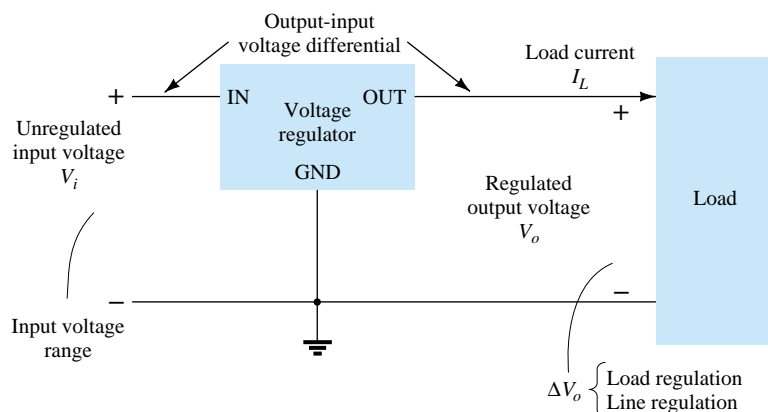 Output-input
voltage differential
Load current
I_L
+
IN
OUT
+
Voltage
regulator
Unregulated
input voltage
V_i
GND
Regulated
output voltage
V_o
Load
−
−
Input voltage
range
ΔV_o { Load regulation
Line regulation